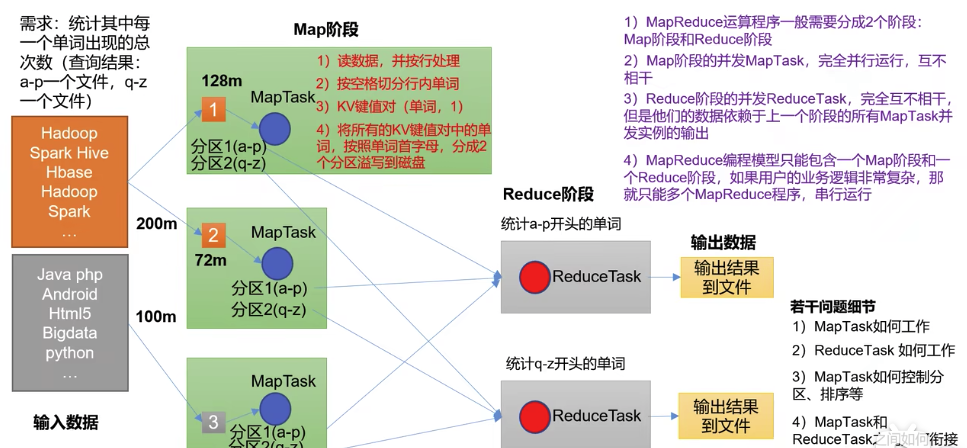 需求：统计其中每
一个单词出现的总
次数（查询结果：
a-p一个文件，q-z
一个文件）
Hadoop
Spark Hive
Hbase
Hadoop
Spark
…
200m
Java php
Android
Html5
Bigdata
python
…
100m
输入数据
Map阶段
128m
1
MapTask
分区1(a-p)
分区2(q-z)
1）读数据，并按行处理
2）按空格切分行内单词
3）KV键值对（单词，1）
4）将所有的KV键值对中的单
词，按照单词首字母，分成2
个分区溢写到磁盘
2
72m
MapTask
分区1(a-p)
分区2(q-z)
3
MapTask
分区1(a-p)
分区2(q-z)
Reduce阶段
统计a-p开头的单词
ReduceTask
统计q-z开头的单词
ReduceTask
输出数据
输出结果
到文件
输出结果
到文件
1）MapReduce运算程序一般需要分成2个阶段：
Map阶段和Reduce阶段
2）Map阶段的并发MapTask，完全并行运行，互不
相干
3）Reduce阶段的并发ReduceTask，完全互不相干，
但是他们的数据依赖于上一个阶段的所有MapTask并
发实例的输出
4）MapReduce编程模型只能包含一个Map阶段和一
个Reduce阶段，如果用户的业务逻辑非常复杂，那
就只能多个MapReduce程序，串行运行
若干问题细节
1）MapTask如何工作
2）ReduceTask 如何工作
3）MapTask如何控制分
区、排序等
4）MapTask和
ReduceTask之间如何衔接